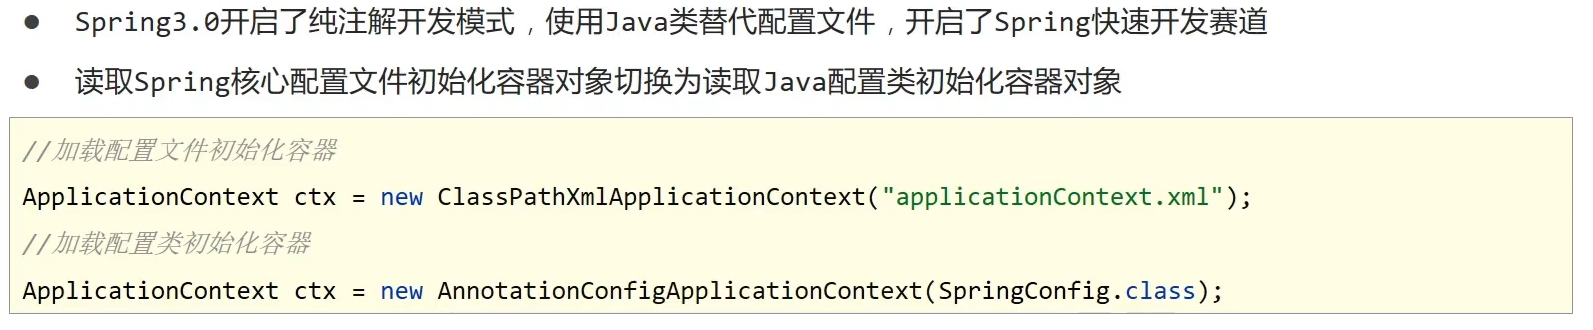 ● Spring3.0开启了纯注解开发模式，使用Java类替代配置文件，开启了Spring快速开发赛道
● 读取Spring核心配置文件初始化容器对象切换为读取Java配置类初始化容器对象
//加载配置文件初始化容器
ApplicationContext ctx = new ClassPathXmlApplicationContext("applicationContext.xml");
//加载配置类初始化容器
ApplicationContext ctx = new AnnotationConfigApplicationContext(SpringConfig.class);